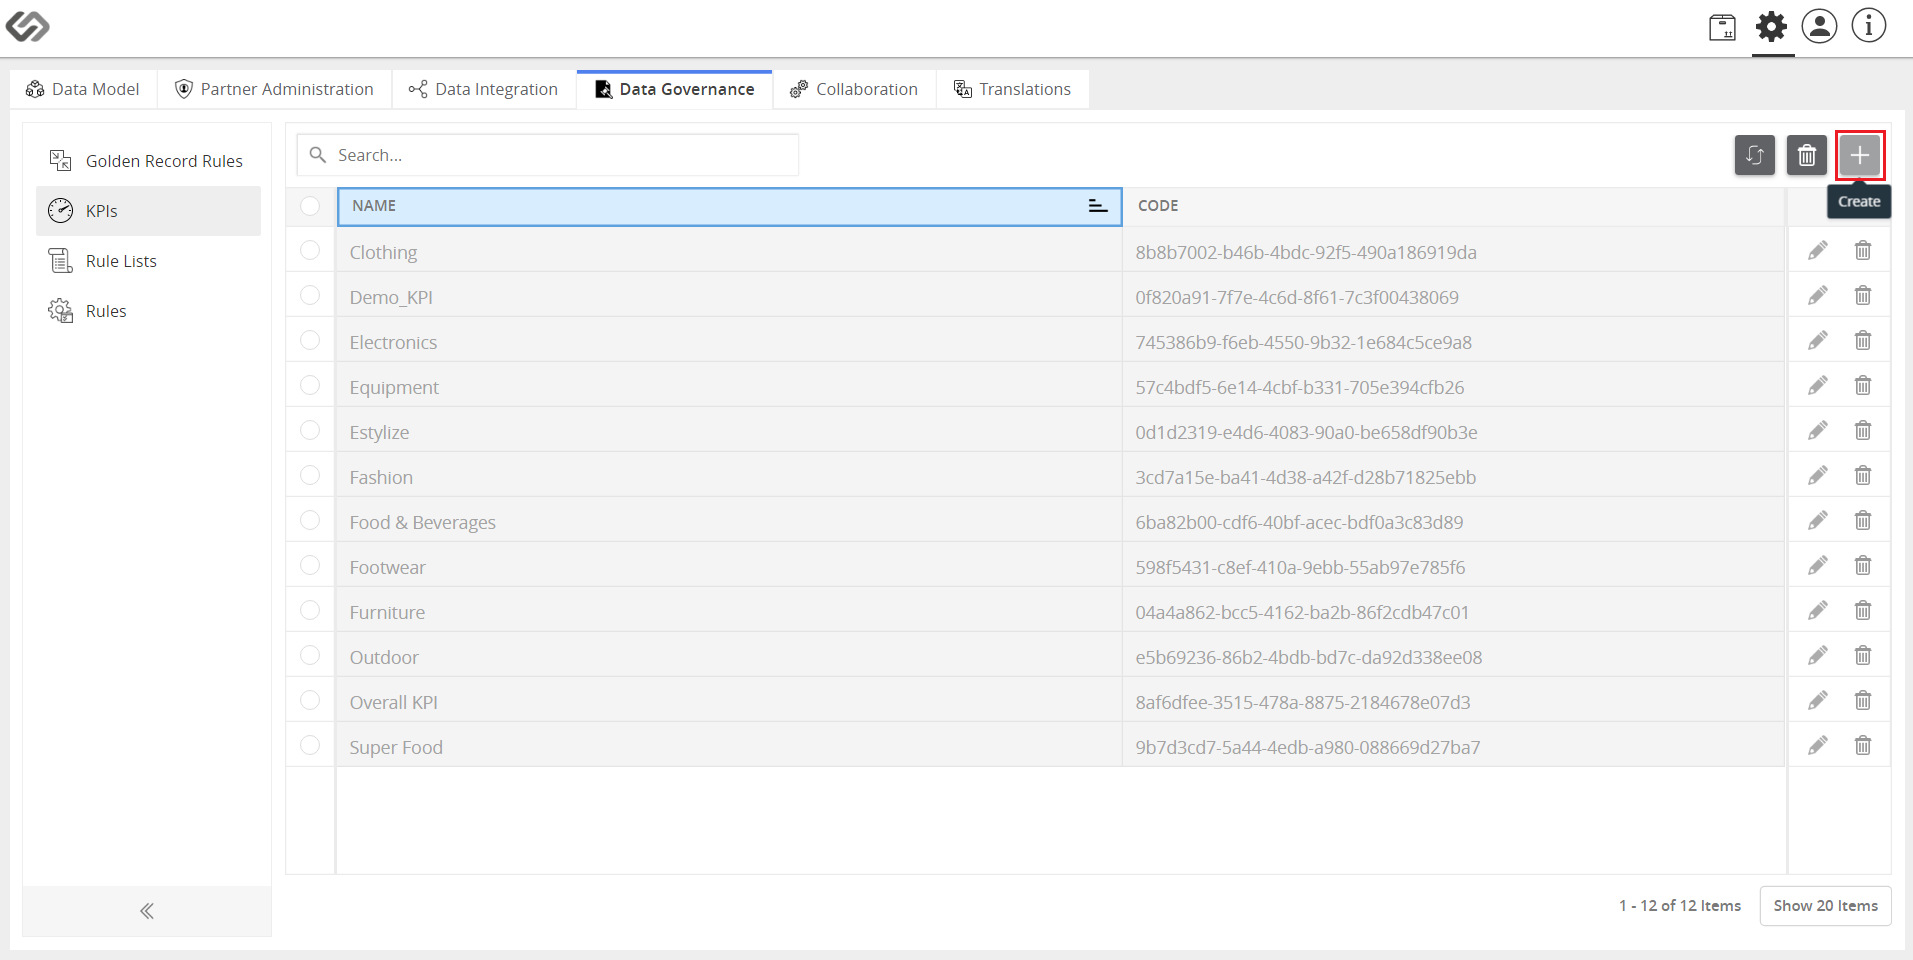 Data Model
Partner Administration
Data Integration
Data Governance
Collaboration
Translations
Golden Record Rules
KPIs
Rule Lists
Rules
Search...
Create
NAME CODE
Clothing 8b8b7002-b46b-4bdc-92f5-490a186919da
Demo_KPI 0f820a91-7f7e-4c6d-8f61-7c3f00438069
Electronics 745386b9-f6eb-4550-9b32-1e684c5ce9a8
Equipment 57c4bdf5-6e14-4cbf-b331-705e394cfb26
Estylize 0d1d2319-e4d6-4083-90a0-be658df90b3e
Fashion 3cd7a15e-ba41-4d38-a42f-d28b71825ebb
Food & Beverages 6ba82b00-cdf6-40bf-acec-bdf0a3c83d89
Footwear 598f5431-c8ef-410a-9ebb-55ab97e785f6
Furniture 04a4a862-bcc5-4162-ba2b-86f2cdb47c01
Outdoor e5b69236-86b2-4bdb-bd7c-da92d338ee08
Overall KPI 8af6dfee-3515-478a-8875-2184678e07d3
Super Food 9b7d3cd7-5a44-4edb-a980-088669d27ba7
1 - 12 of 12 Items
Show 20 Items